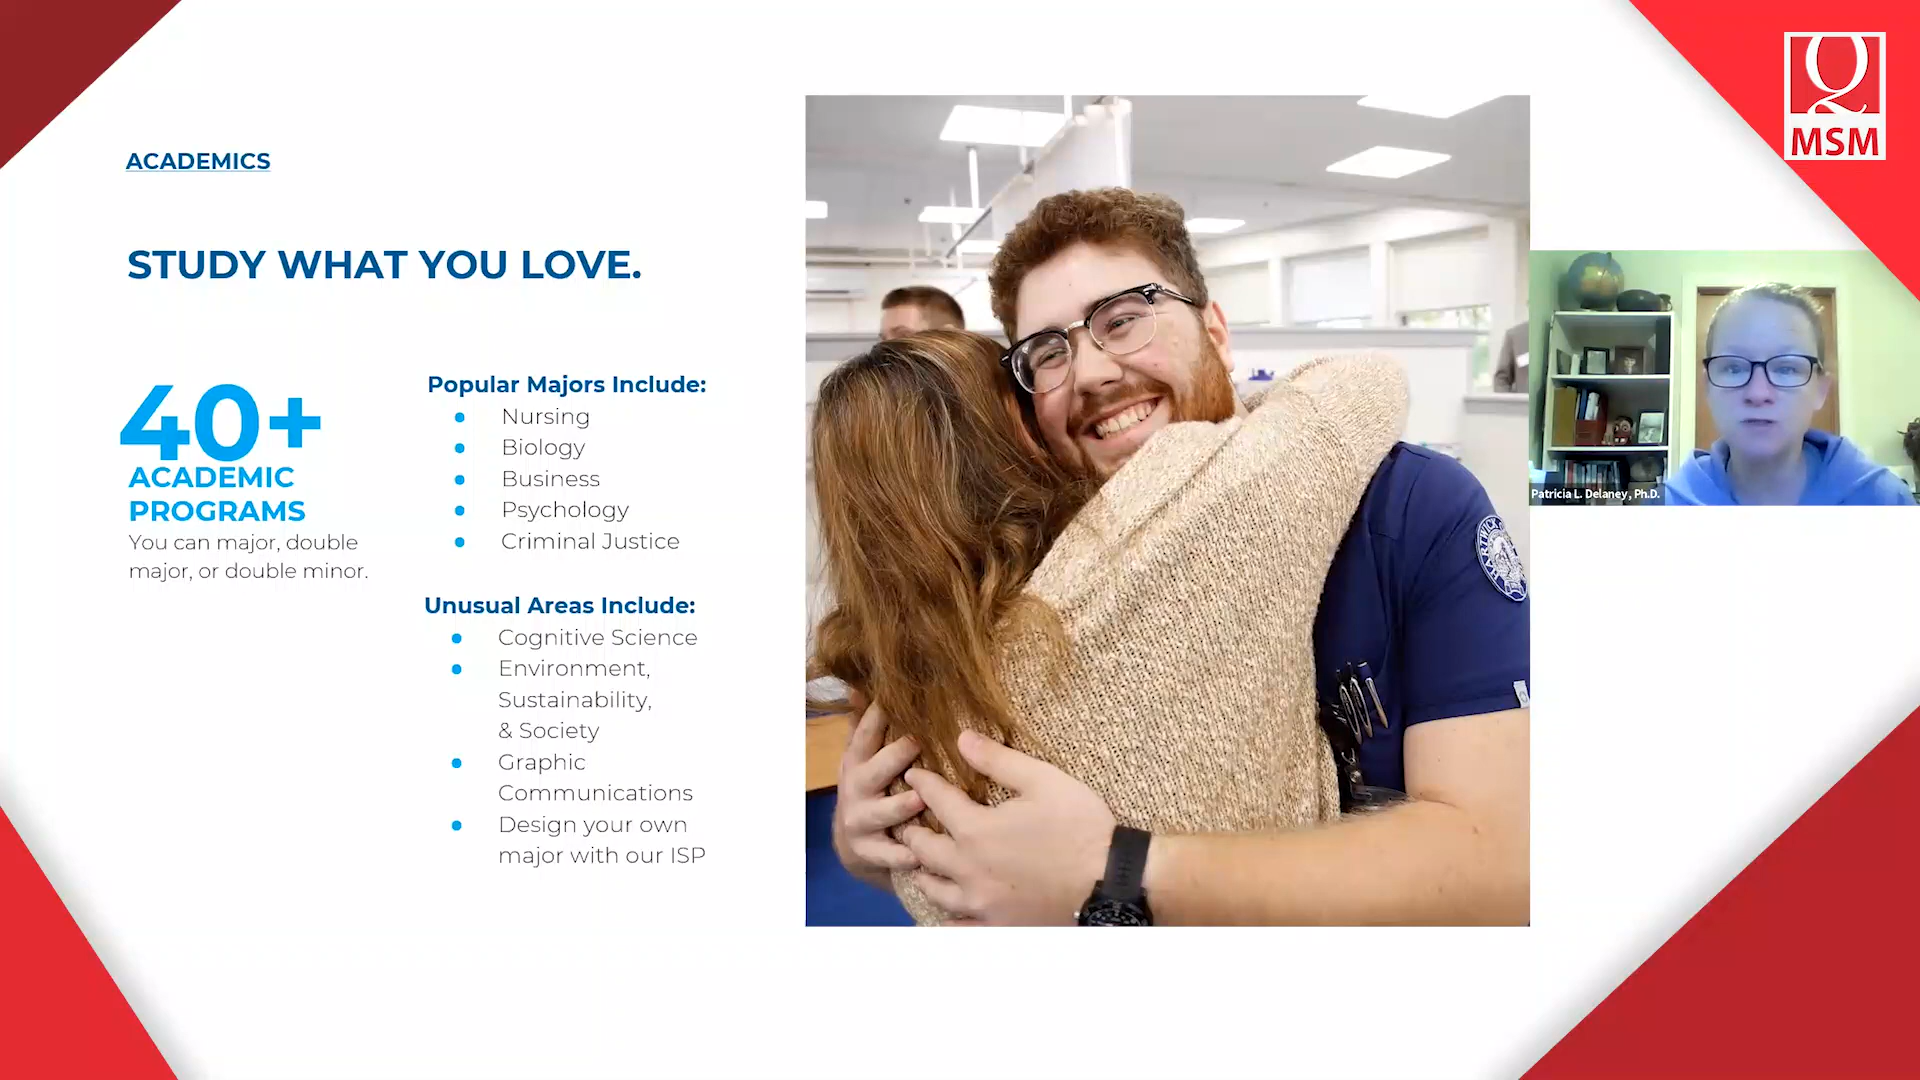 ACADEMICS
STUDY WHAT YOU LOVE.
40+
ACADEMIC
PROGRAMS
You can major, double
major, or double minor.
Popular Majors Include:
Nursing
Biology
Business
Psychology
Criminal Justice
Unusual Areas Include:
Cognitive Science
Environment,
Sustainability,
& Society
Graphic
Communications
Design your own
major with our ISP
Q
MSM
Patricia L. Delaney, Ph.D.